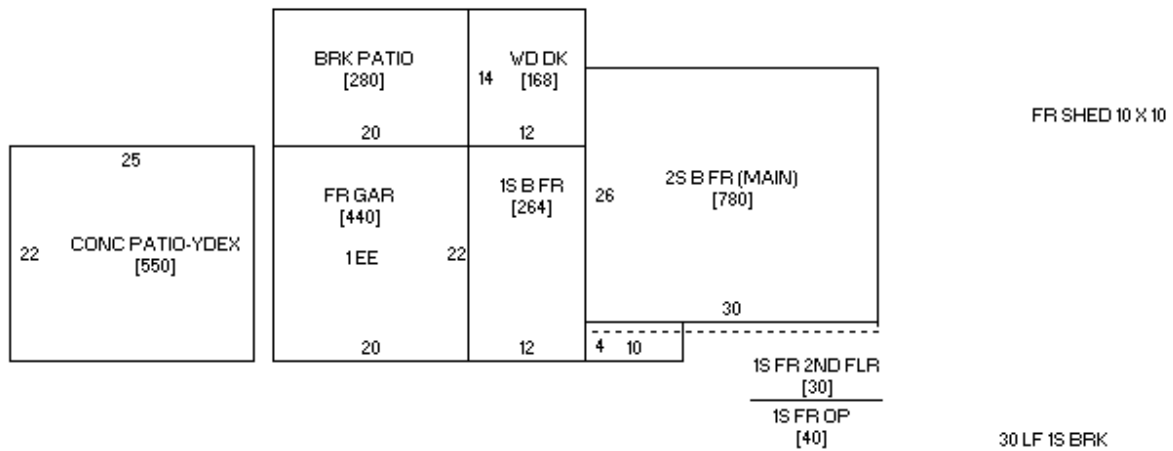 BRK PATIO
[280]
20
14
WD DK
[168]
12
FR SHED 10 X 10
25
22
CONC PATIO-YDEX
[550]
FR GAR
[440]
1 EE
22
20
1S B FR
[264]
12
26
2S B FR (MAIN)
[780]
30
4 10
1S FR 2ND FLR
[30]
1S FR OP
[40]
30 LF 1S BRK